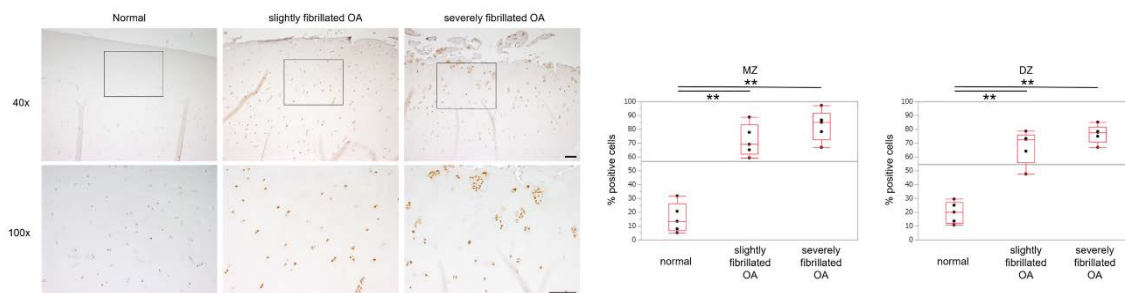 Normal slightly fibrillated OA severely fibrillated OA
40x
100x
MZ
**
**
% positive cells
100
90
80
70
60
50
40
30
20
10
0
normal
slightly
fibrillated
OA
severely
fibrillated
OA
DZ
**
**
% positive cells
100
90
80
70
60
50
40
30
20
10
0
normal
slightly
fibrillated
OA
severely
fibrillated
OA